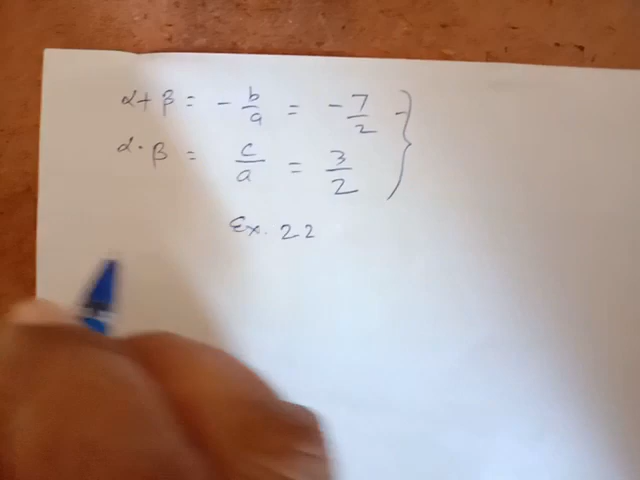 α + β = - b/a = - 7/2
α · β = c/a = 3/2
Ex. 22